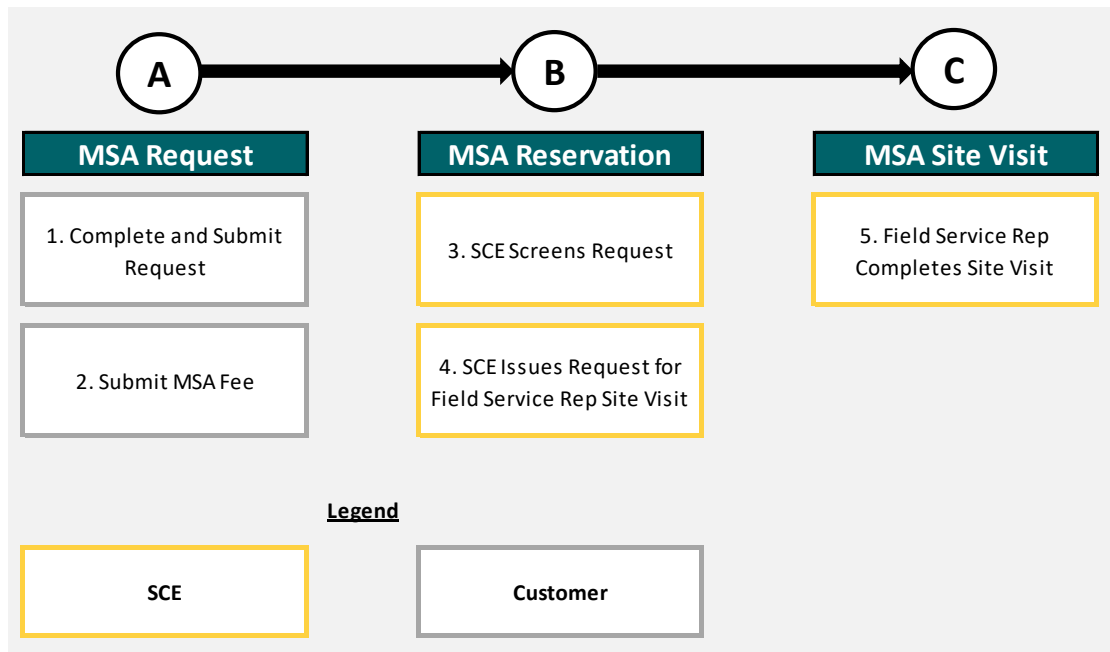 A
B
C
MSA Request
MSA Reservation
MSA Site Visit
1. Complete and Submit
Request
3. SCE Screens Request
5. Field Service Rep
Completes Site Visit
2. Submit MSA Fee
4. SCE Issues Request for
Field Service Rep Site Visit
Legend
SCE
Customer